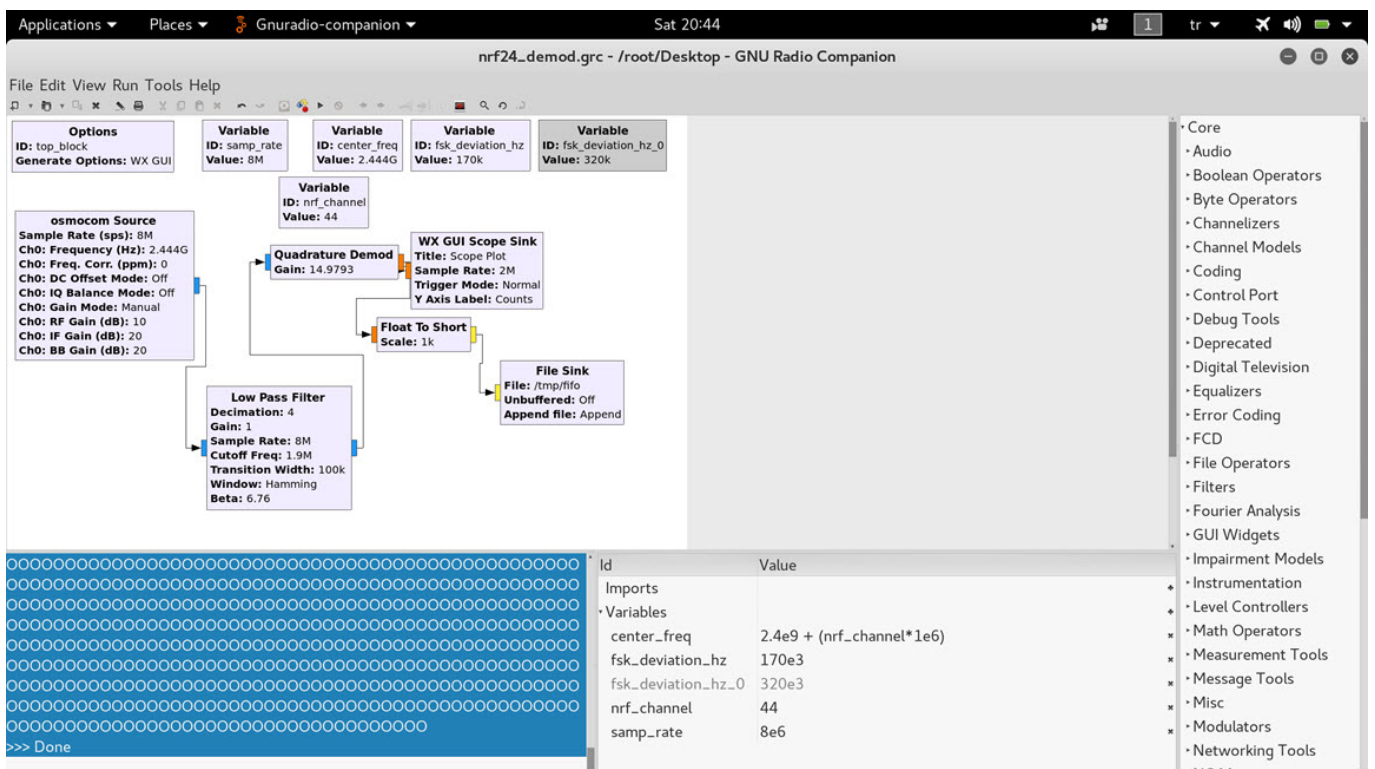 Applications Places Gnuradio-companion Sat 20:44 1 tr
nrf24_demod.grc - /root/Desktop - GNU Radio Companion
File Edit View Run Tools Help
Options
ID: top_block
Generate Options: WX GUI
Variable
ID: samp_rate
Value: 8M
Variable
ID: center_freq
Value: 2.444G
Variable
ID: fsk_deviation_hz
Value: 170k
Variable
ID: fsk_deviation_hz_0
Value: 320k
Variable
ID: nrf_channel
Value: 44
osmocom Source
Sample Rate (sps): 8M
Ch0: Frequency (Hz): 2.444G
Ch0: Freq. Corr. (ppm): 0
Ch0: DC Offset Mode: Off
Ch0: IQ Balance Mode: Off
Ch0: Gain Mode: Manual
Ch0: RF Gain (dB): 10
Ch0: IF Gain (dB): 20
Ch0: BB Gain (dB): 20
Quadrature Demod
Gain: 14.9793
WX GUI Scope Sink
Title: Scope Plot
Sample Rate: 2M
Trigger Mode: Normal
Y Axis Label: Counts
Float To Short
Scale: 1k
File Sink
File: /tmp/fifo
Unbuffered: Off
Append file: Append
Low Pass Filter
Decimation: 4
Gain: 1
Sample Rate: 8M
Cutoff Freq: 1.9M
Transition Width: 100k
Window: Hamming
Beta: 6.76
Core
Audio
Boolean Operators
Byte Operators
Channelizers
Channel Models
Coding
Control Port
Debug Tools
Deprecated
Digital Television
Equalizers
Error Coding
FCD
File Operators
Filters
Fourier Analysis
GUI Widgets
Impairment Models
Instrumentation
Level Controllers
Math Operators
Measurement Tools
Message Tools
Misc
Modulators
Networking Tools
>>> Done
Id Value
Imports
Variables
center_freq 2.4e9 + (nrf_channel*1e6)
fsk_deviation_hz 170e3
fsk_deviation_hz_0 320e3
nrf_channel 44
samp_rate 8e6